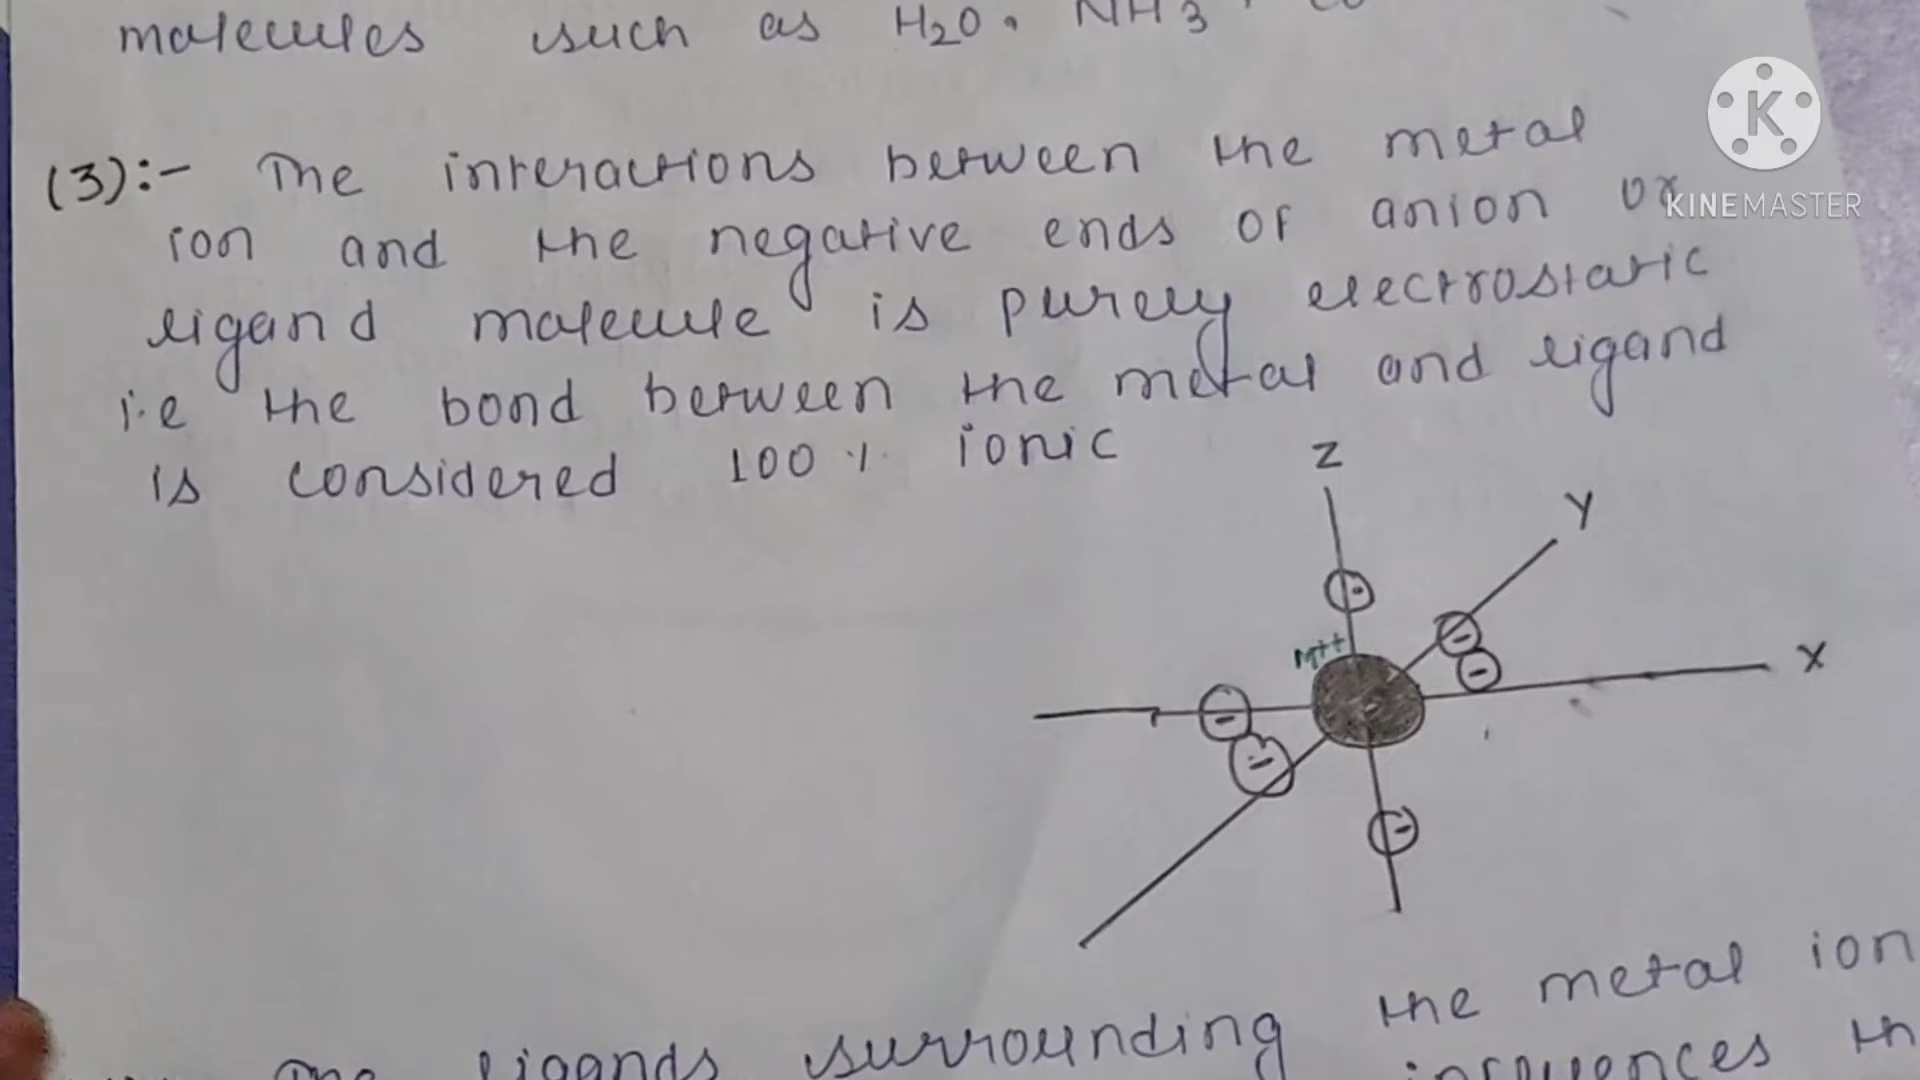 molecules such as H2O, NH3,
(3):- The interactions between the metal
ion and the negative ends of anion or
ligand molecule is purely electrostatic
i.e the bond between the metal and ligand
is considered 100 % ionic
K
KINEMASTER
Z
Y
M++
X
The ligands surrounding the metal ion
influences